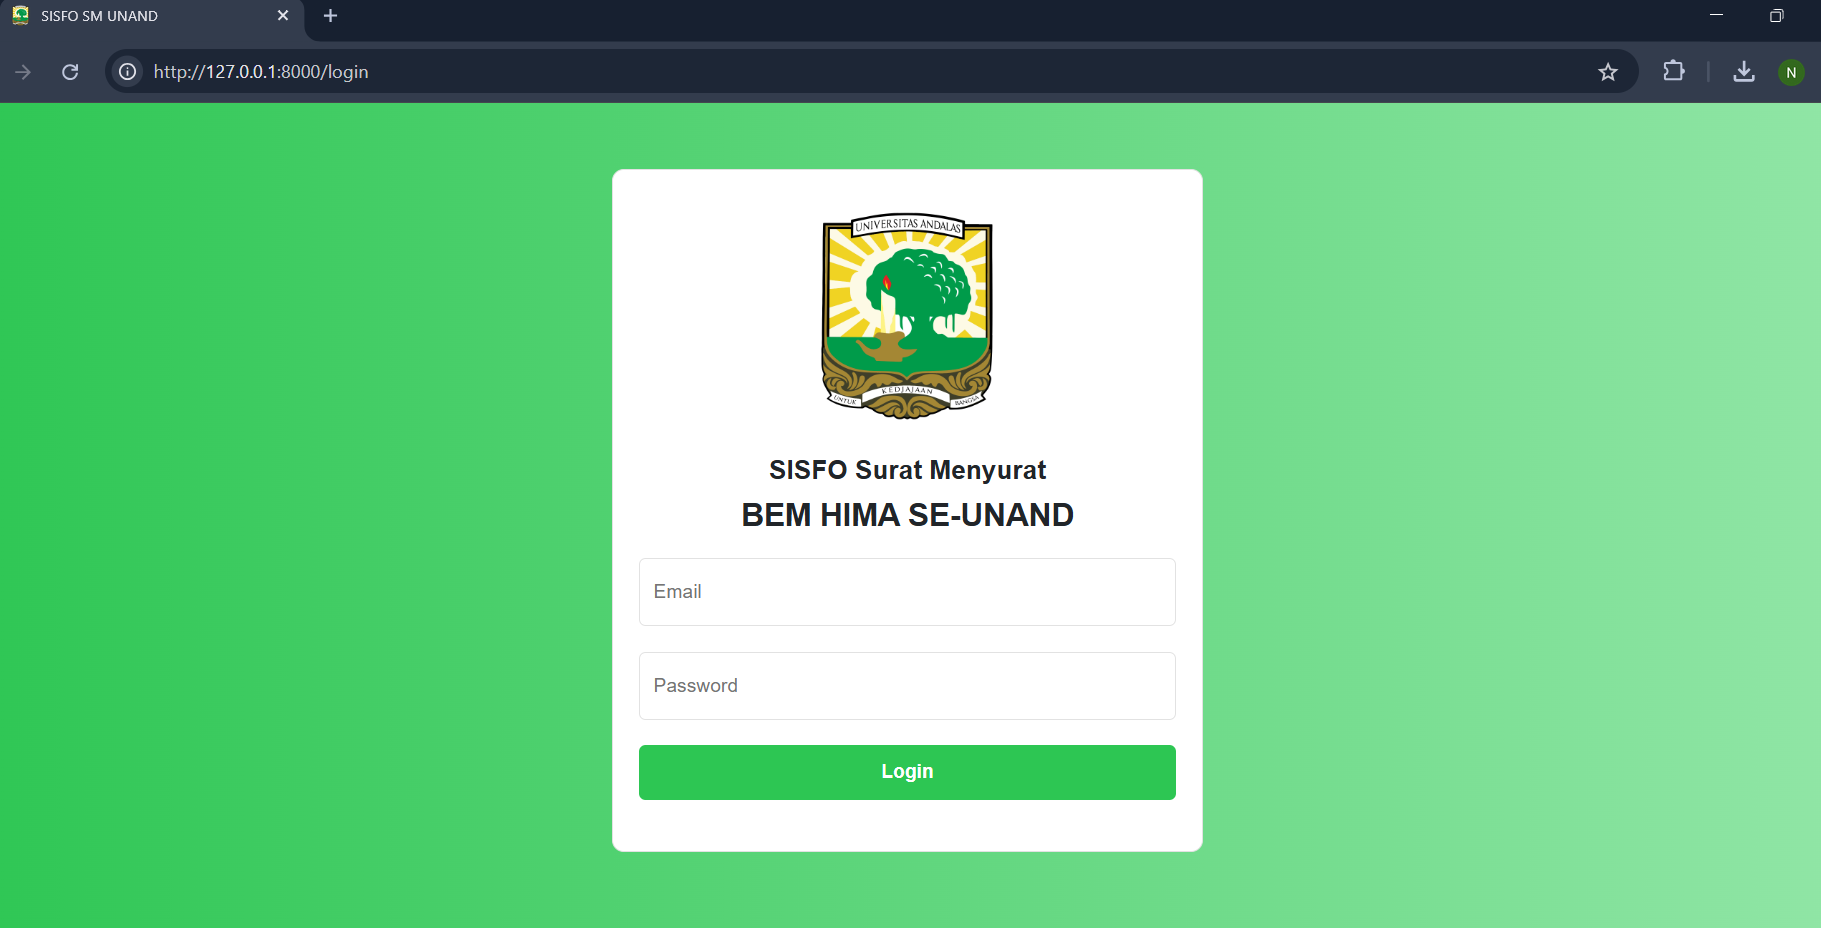 SISFO SM UNAND
http://127.0.0.1:8000/login
N
UNIVERSITAS ANDALAS
KEDJAJAAN
UNTUK
BANGSA
SISFO Surat Menyurat
BEM HIMA SE-UNAND
Email
Password
Login